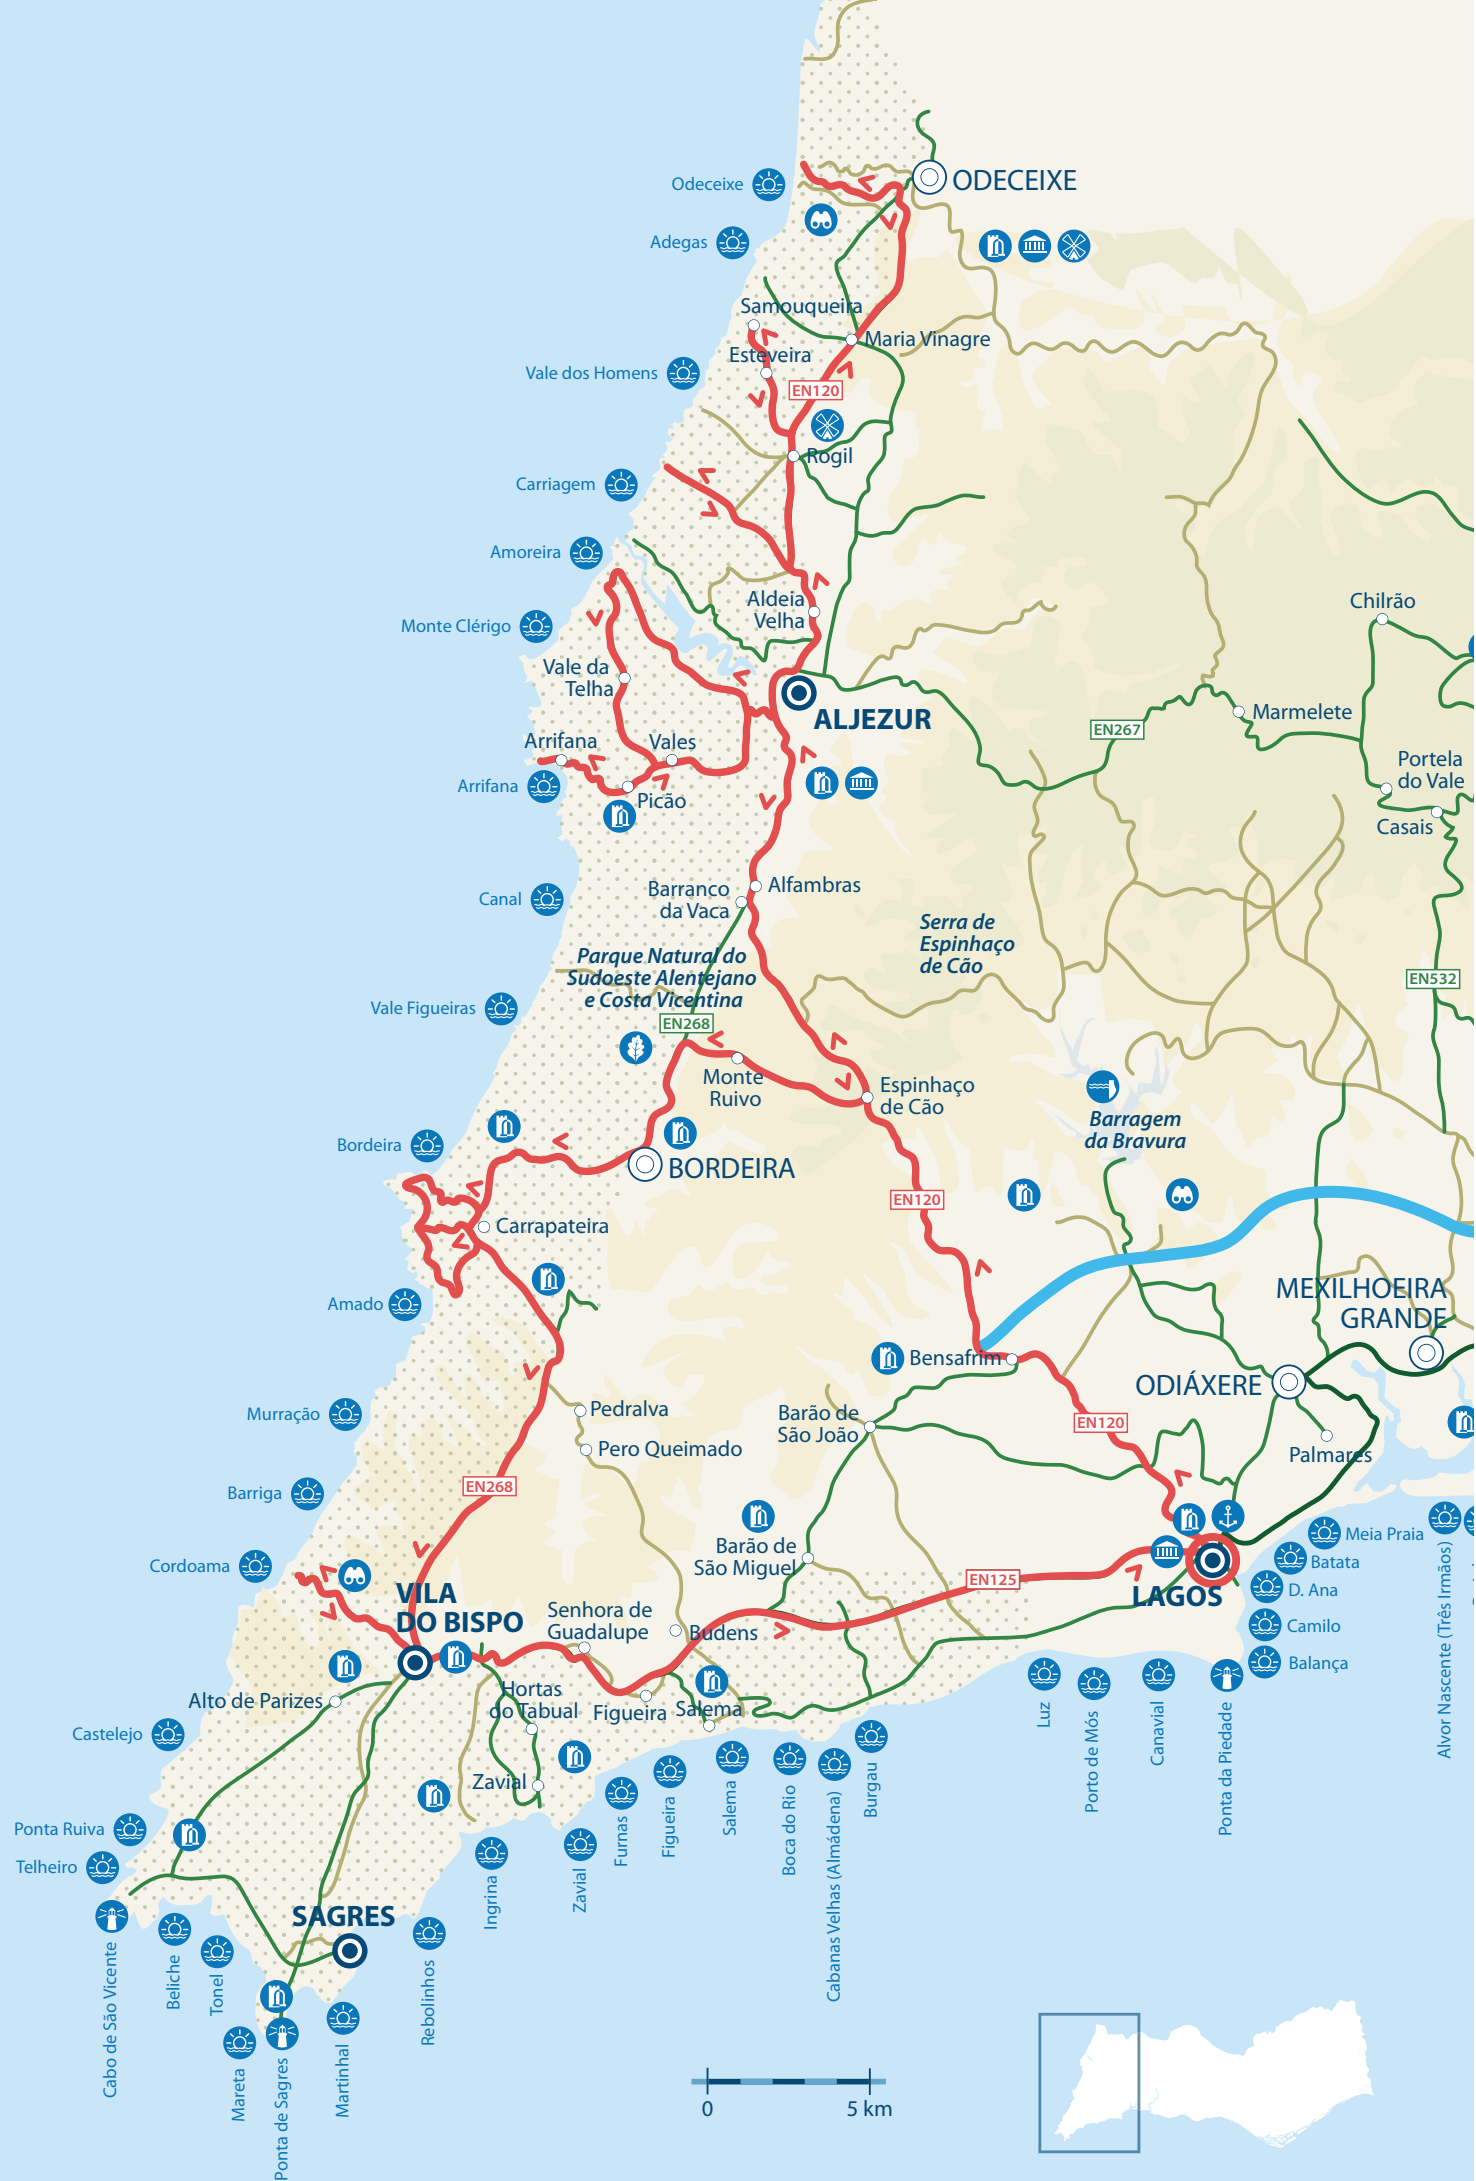 Odeceixe
ODECEIXE
Adegas
Samouqueira
Maria Vinagre
Esteveira
Vale dos Homens
EN120
Rogil
Carriagem
Amoreira
Aldeia
Velha
Chilrão
Monte Clérigo
Vale da
Telha
ALJEZUR
Marmelete
EN267
Arrifana
Vales
Portela
do Vale
Arrifana
Picão
Casais
Barranco
da Vaca
Alfambras
Canal
Serra de
Espinhaço
de Cão
Parque Natural do
Sudoeste Alentejano
e Costa Vicentina
EN532
Vale Figueiras
EN268
Monte
Ruivo
Espinhaço
de Cão
Barragem
da Bravura
Bordeira
BORDEIRA
EN120
Carrapateira
Amado
MEXILHOEIRA
GRANDE
Bensafrim
ODIÁXERE
Murração
Pedralva
Barão de
São João
EN120
Pero Queimado
Palmares
Barriga
EN268
Meia Praia
Barão de
São Miguel
Batata
Cordoama
EN125
D. Ana
LAGOS
VILA
DO BISPO
Senhora de
Guadalupe
Budens
Camilo
Balança
Alvor Nascente (Três Irmãos)
Alto de Parizes
Hortas
do Tabual
Figueira
Salema
Luz
Porto de Mós
Canavial
Ponta da Piedade
Castelejo
Zavial
Ponta Ruiva
Telheiro
Ingrina
Zavial
Furnas
Figueira
Salema
Boca do Rio
Cabanas Velhas (Almádena)
Burgau
SAGRES
Cabo de São Vicente
Beliche
Tonel
Mareta
Ponta de Sagres
Martinhal
Rebolinhos
0
5 km